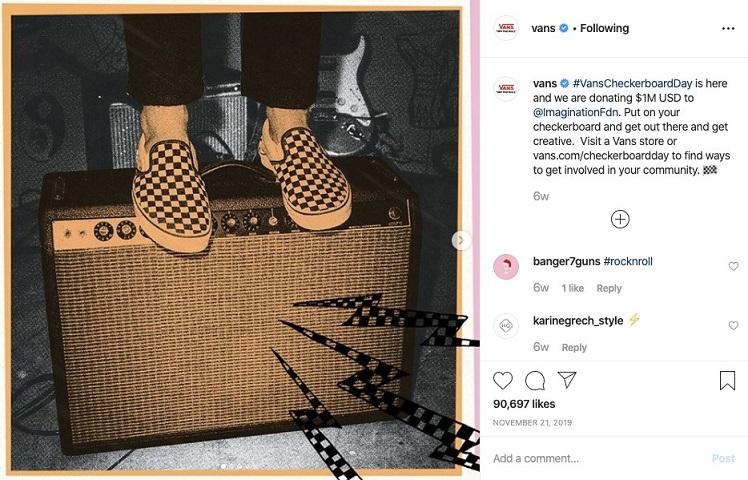 vans • Following
vans #VansCheckerboardDay is here
and we are donating $1M USD to
@ImaginationFdn. Put on your
checkerboard and get out there and get
creative. Visit a Vans store or
vans.com/checkerboardday to find ways
to get involved in your community. 🏁
6w
banger7guns #rocknroll
6w 1 like Reply
karinegrech_style ⚡
6w Reply
90,697 likes
NOVEMBER 21, 2019
Add a comment... Post